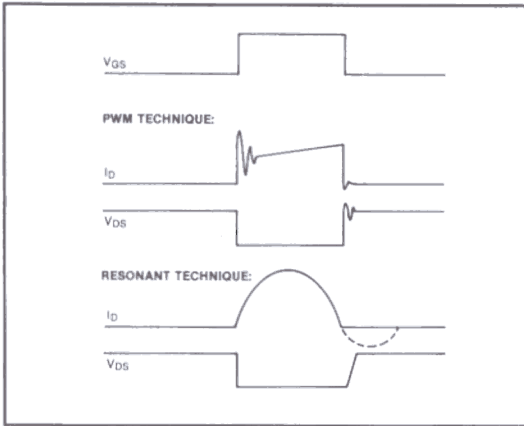 VGS
PWM TECHNIQUE:
ID
VDS
RESONANT TECHNIQUE:
ID
VDS